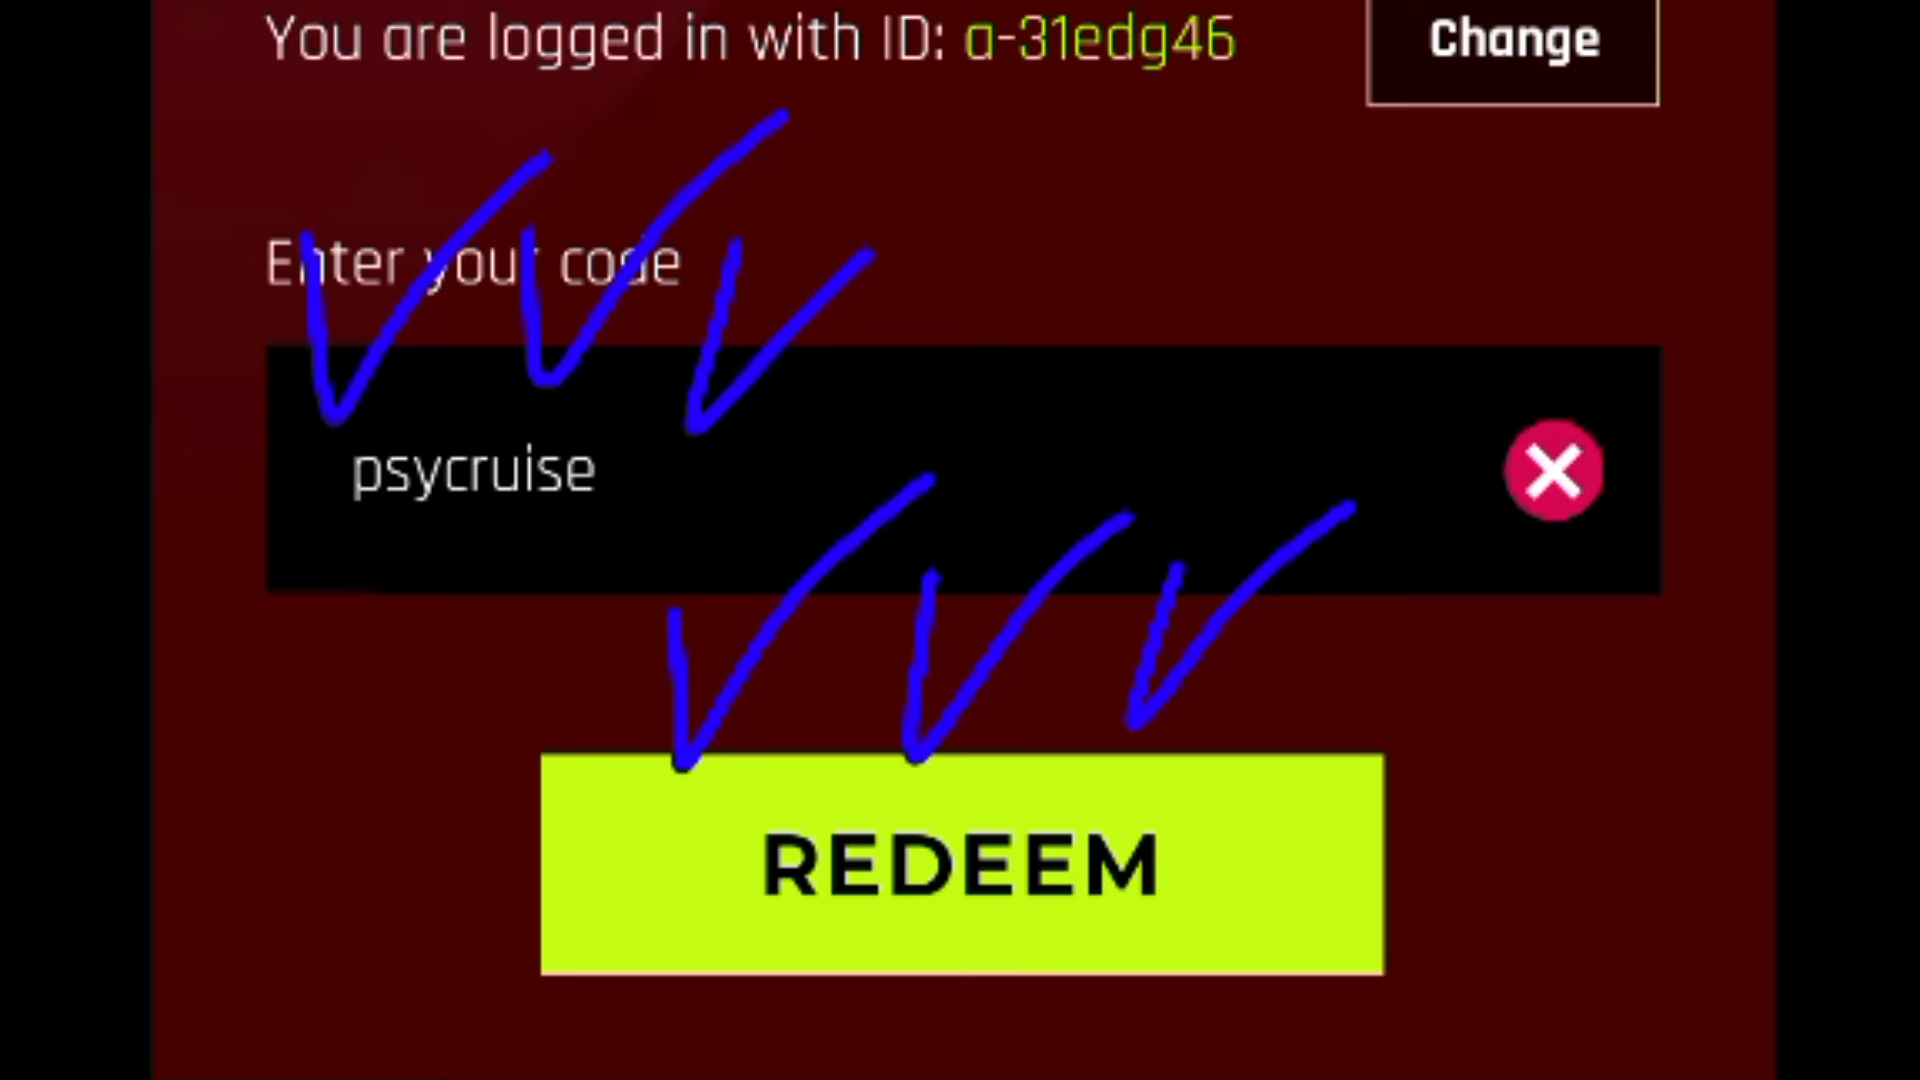 You are logged in with ID: a-31edg46
Change
Enter your code
psycruise
REDEEM